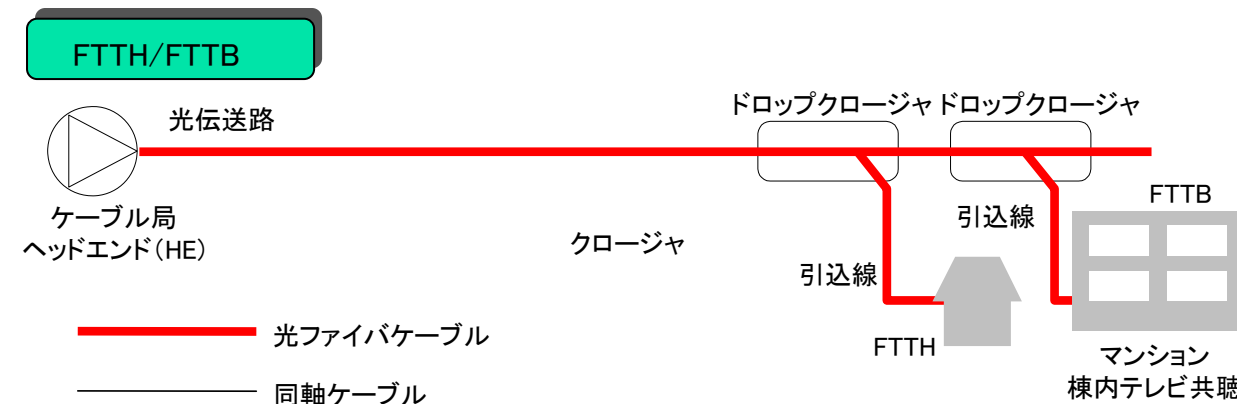 FTTH/FTTB
光伝送路
ドロップクロージャ
ドロップクロージャ
ケーブル局
ヘッドエンド(HE)
クロージャ
引込線
引込線
FTTB
FTTH
マンション
棟内テレビ共聴
光ファイバケーブル
同軸ケーブル